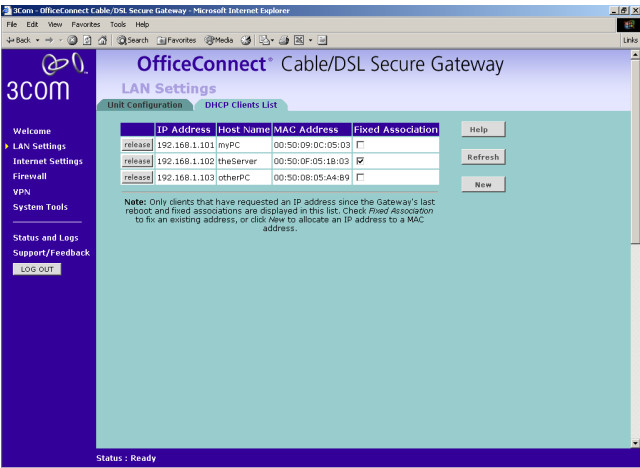 3Com - OfficeConnect Cable/DSL Secure Gateway - Microsoft Internet Explorer
File Edit View Favorites Tools Help
Back Search Favorites Media Links
3COM
OfficeConnect® Cable/DSL Secure Gateway
LAN Settings
Unit Configuration DHCP Clients List
Welcome
LAN Settings
Internet Settings
Firewall
VPN
System Tools
Status and Logs
Support/Feedback
LOG OUT
IP Address Host Name MAC Address Fixed Association
release 192.168.1.101 myPC 00:50:09:0C:05:03
release 192.168.1.102 theServer 00:50:0F:05:1B:03
release 192.168.1.103 otherPC 00:50:08:05:A4:B9
Note: Only clients that have requested an IP address since the Gateway's last
reboot and fixed associations are displayed in this list. Check Fixed Association
to fix an existing address, or click New to allocate an IP address to a MAC
address.
Help
Refresh
New
Status : Ready